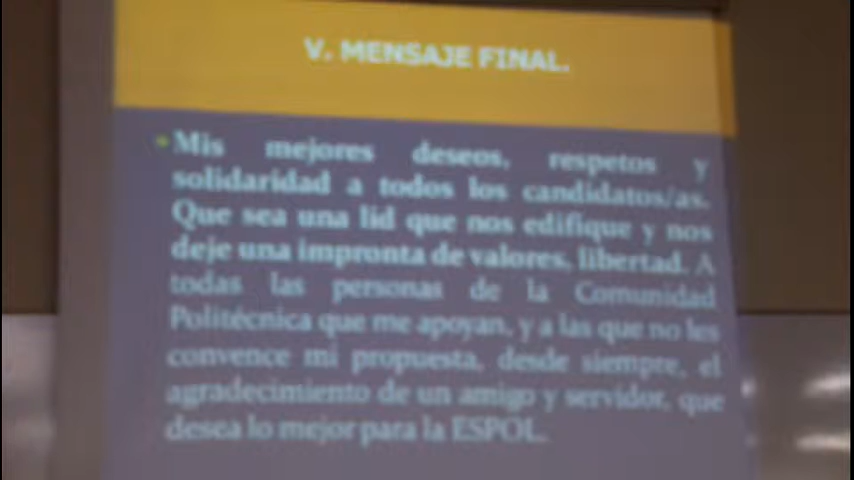 V. MENSAJE FINAL.
• Mis mejores deseos, respetos y
solidaridad a todos los candidatos/as.
Que sea una lid que nos edifique y nos
deje una impronta de valores, libertad. A
todas las personas de la Comunidad
Politécnica que me apoyan, y a las que no les
convence mi propuesta, desde siempre, el
agradecimiento de un amigo y servidor, que
desea lo mejor para la ESPOL.